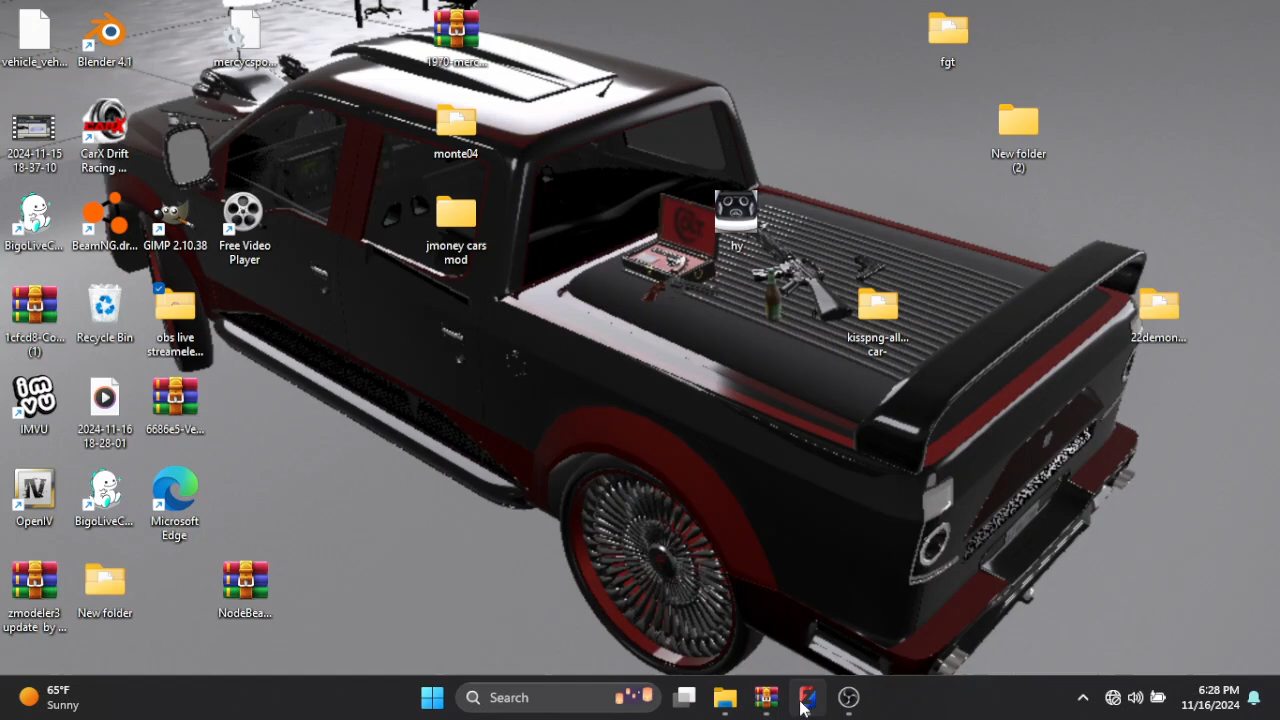 vehicle_veh...
Blender 4.1
mercycspo...
1970-merc...
fgt
2024-11-15
18-37-10
CarX Drift
Racing ...
monte04
New folder
(2)
BigoLiveC...
BeamNG.dr...
GIMP 2.10.38
Free Video
Player
jmoney cars
mod
hy
1cfcd8-Co...
(1)
Recycle Bin
obs live
streamele...
kisspng-all...
car-
22demon...
IMVU
2024-11-16
18-28-01
6686e5-Ve...
OpenIV
BigoLiveC...
Microsoft
Edge
zmodeler3
update_by ...
New folder
NodeBea...
65°F
Sunny
Search
6:28 PM
11/16/2024